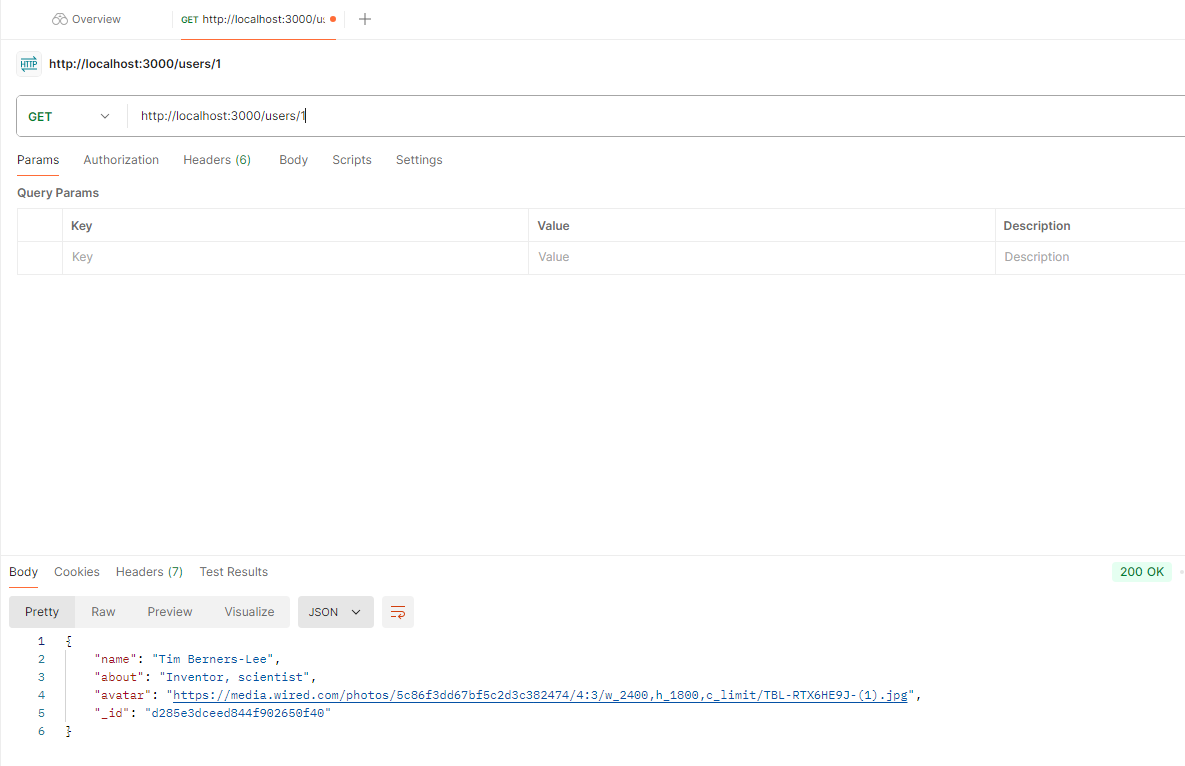 Overview GET http://localhost:3000/us
HTTP http://localhost:3000/users/1
GET http://localhost:3000/users/1
Params Authorization Headers (6) Body Scripts Settings
Query Params
Key Value Description
Key Value Description
Body Cookies Headers (7) Test Results 200 OK
Pretty Raw Preview Visualize JSON
1 {
2 "name": "Tim Berners-Lee",
3 "about": "Inventor, scientist",
4 "avatar": "https://media.wired.com/photos/5c86f3dd67bf5c2d3c382474/4:3/w_2400,h_1800,c_limit/TBL-RTX6HE9J-(1).jpg",
5 "_id": "d285e3dceed844f902650f40"
6 }